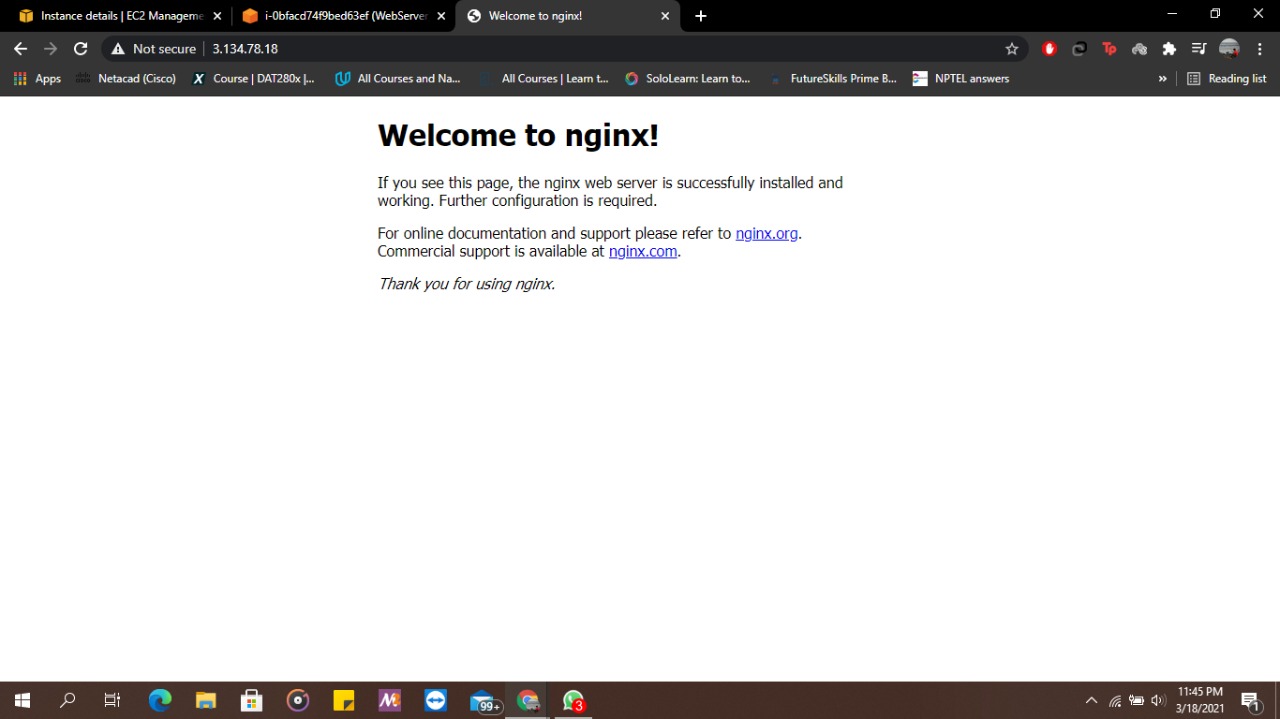 Instance details | EC2 Manageme
i-0bfacd74f9bed63ef (WebServer
Welcome to nginx!
Not secure
3.134.78.18
Apps
Netacad (Cisco)
Course | DAT280x |...
All Courses and Na...
All Courses | Learn t...
SoloLearn: Learn to...
FutureSkills Prime B...
NPTEL answers
»
Reading list
Welcome to nginx!
If you see this page, the nginx web server is successfully installed and
working. Further configuration is required.
For online documentation and support please refer to nginx.org.
Commercial support is available at nginx.com.
Thank you for using nginx.
99+
3
11:45 PM
3/18/2021
1